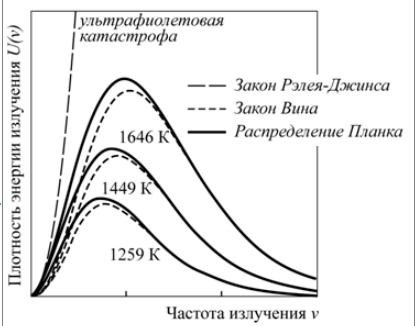 ультрафиолетовая
катастрофа
Плотность энергии излучения U(ν)
Закон Рэлея-Джинса
Закон Вина
Распределение Планка
1646 К
1449 К
1259 К
Частота излучения ν